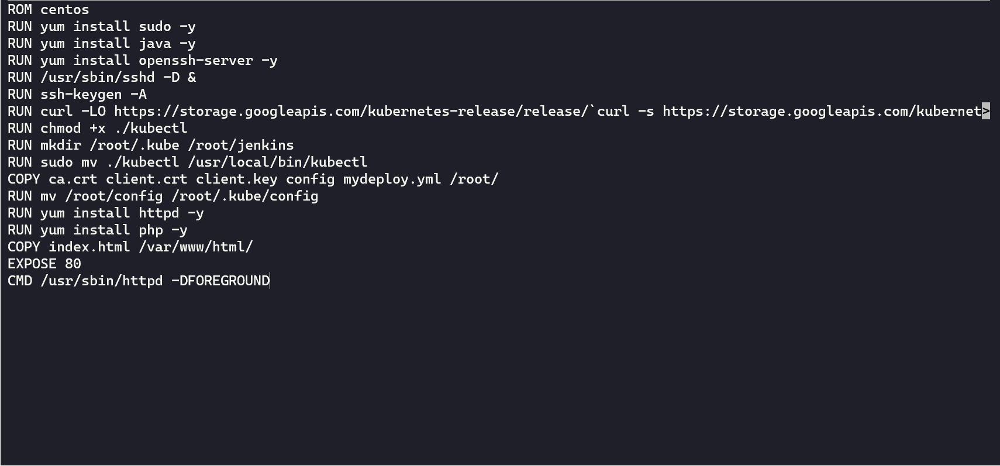 ROM centos
RUN yum install sudo -y
RUN yum install java -y
RUN yum install openssh-server -y
RUN /usr/sbin/sshd -D &
RUN ssh-keygen -A
RUN curl -LO https://storage.googleapis.com/kubernetes-release/release/`curl -s https://storage.googleapis.com/kubernet>
RUN chmod +x ./kubectl
RUN mkdir /root/.kube /root/jenkins
RUN sudo mv ./kubectl /usr/local/bin/kubectl
COPY ca.crt client.crt client.key config mydeploy.yml /root/
RUN mv /root/config /root/.kube/config
RUN yum install httpd -y
RUN yum install php -y
COPY index.html /var/www/html/
EXPOSE 80
CMD /usr/sbin/httpd -DFOREGROUND